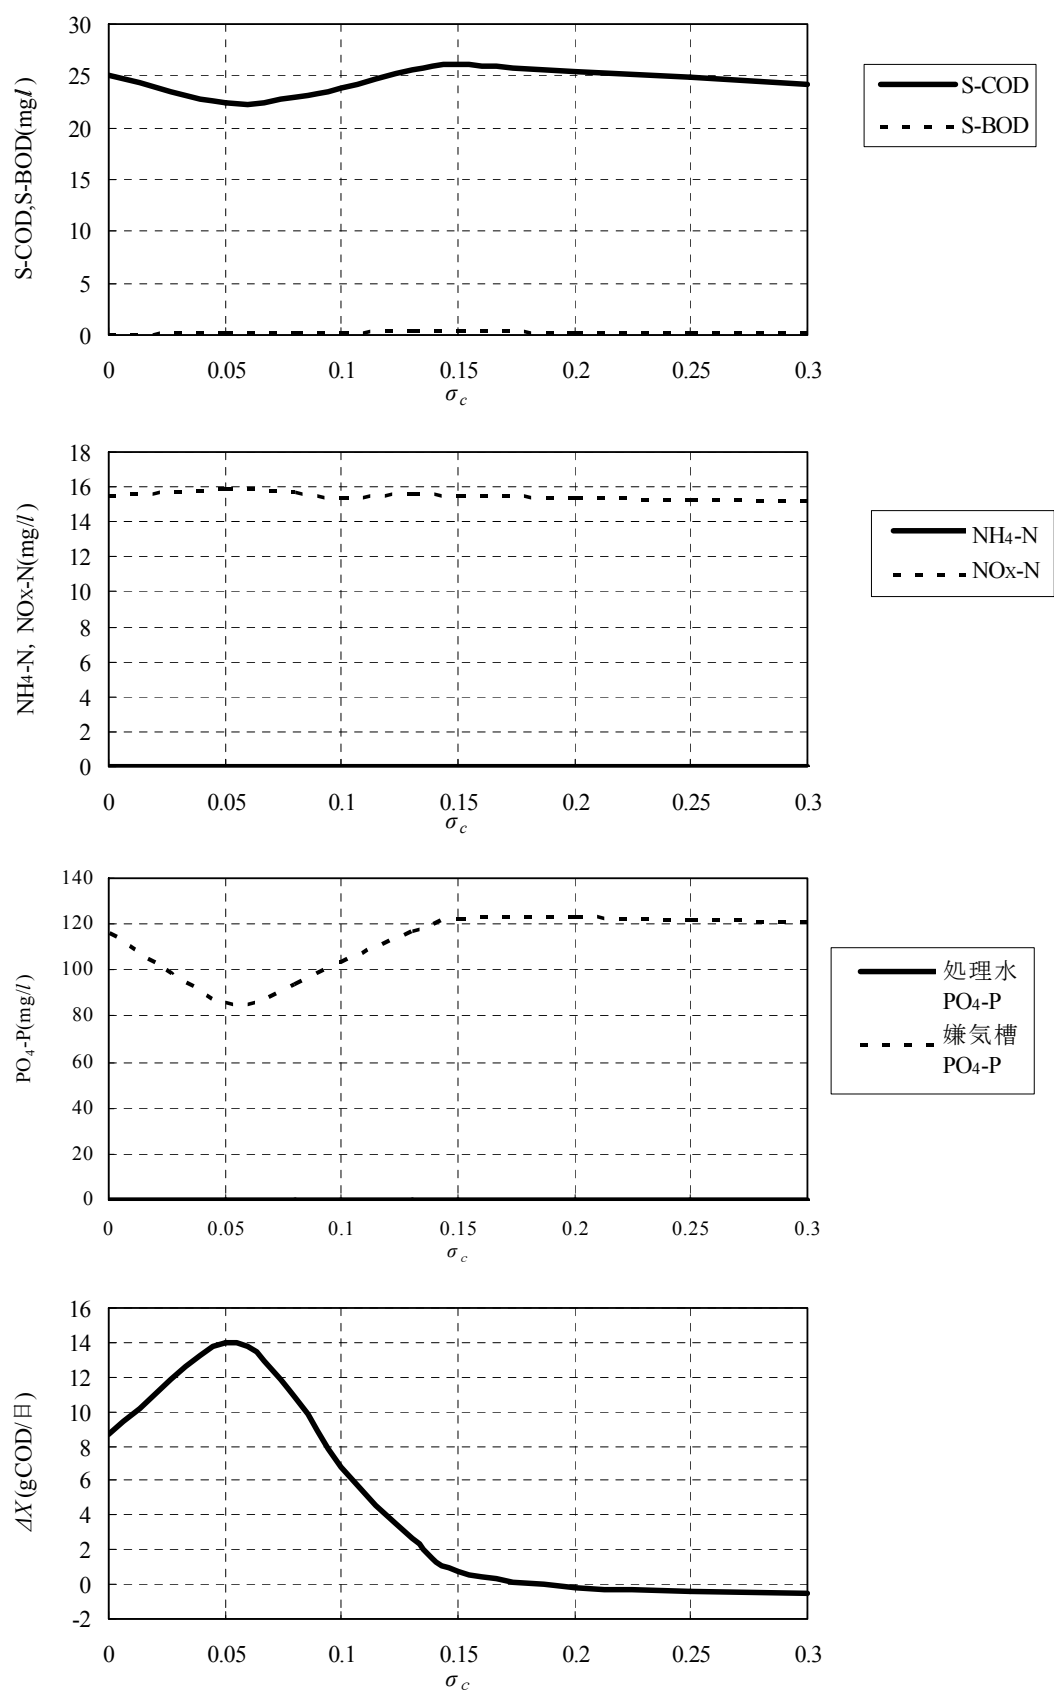 S-COD,S-BOD(mgl)
30
25
20
15
10
5
0
0 0.05 0.1 0.15 0.2 0.25 0.3
σc
S-COD
S-BOD
NH4-N, NOX-N(mg/l)
18
16
14
12
10
8
6
4
2
0
0 0.05 0.1 0.15 0.2 0.25 0.3
σc
NH4-N
NOX-N
PO4-P(mg/l)
140
120
100
80
60
40
20
0
0 0.05 0.1 0.15 0.2 0.25 0.3
σc
処理水
PO4-P
嫌気槽
PO4-P
ΔX(gCOD/日)
16
14
12
10
8
6
4
2
0
-2
0 0.05 0.1 0.15 0.2 0.25 0.3
σc